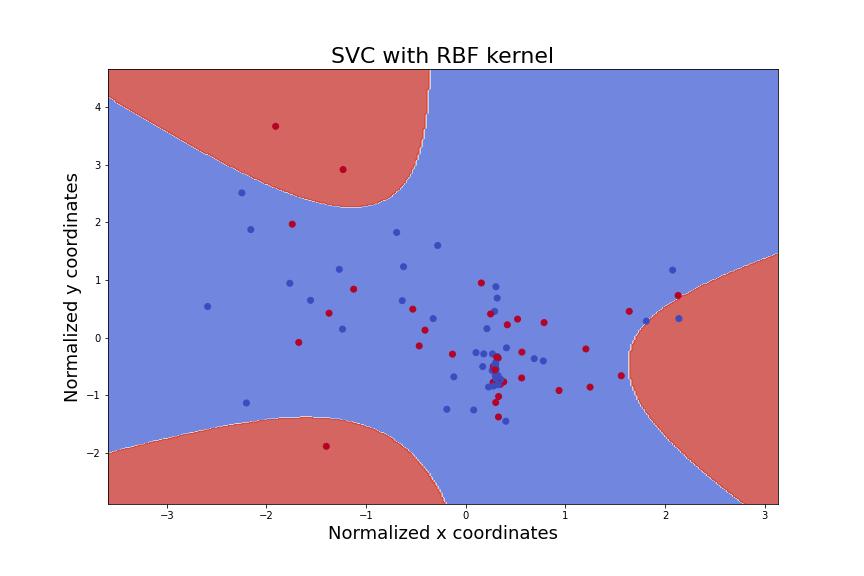 SVC with RBF kernel
Normalized y coordinates
4
3
2
1
0
−1
−2
−3 −2 −1 0 1 2 3
Normalized x coordinates